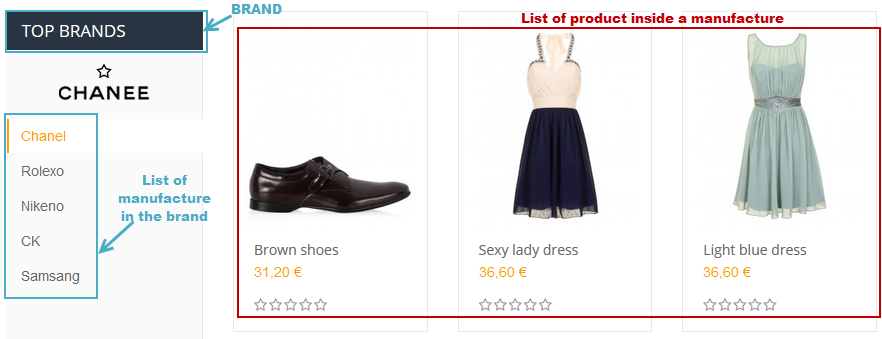 BRAND
List of product inside a manufacture
TOP BRANDS
CHANEE
Chanel
Rolexo
Nikeno
CK
Samsang
List of
manufacture
in the brand
Brown shoes
31,20 €
Sexy lady dress
36,60 €
Light blue dress
36,60 €